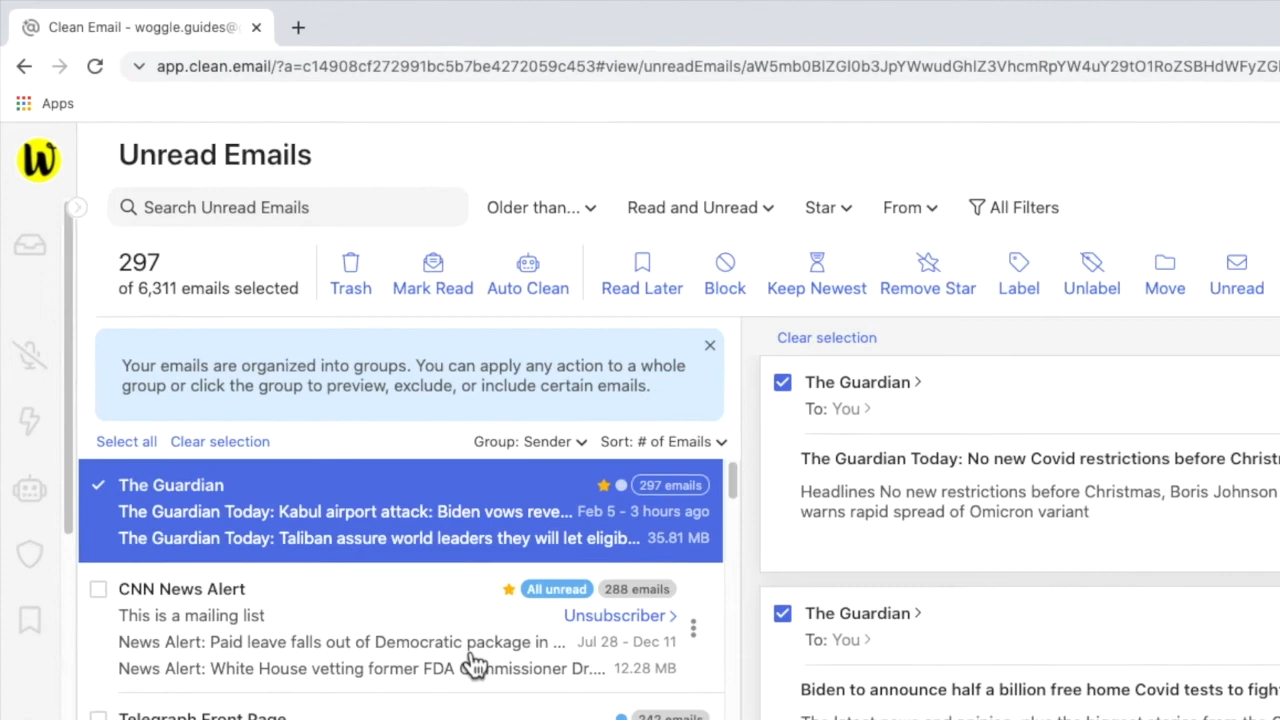 Clean Email - woggle.guides@
app.clean.email/?a=c14908cf272991bc5b7be4272059c453#view/unreadEmails/aW5mb0BlZGl0b3JpYWwudGhlZ3VhcmRpYW4uY29tO1RoZSBHdWFyZG
Apps
W
Unread Emails
Search Unread Emails
Older than...
Read and Unread
Star
From
All Filters
297
of 6,311 emails selected
Trash
Mark Read
Auto Clean
Read Later
Block
Keep Newest
Remove Star
Label
Unlabel
Move
Unread
Your emails are organized into groups. You can apply any action to a whole
group or click the group to preview, exclude, or include certain emails.
Select all
Clear selection
Group: Sender
Sort: # of Emails
The Guardian
297 emails
The Guardian Today: Kabul airport attack: Biden vows reve... Feb 5 - 3 hours ago
The Guardian Today: Taliban assure world leaders they will let eligib... 35.81 MB
CNN News Alert
All unread
288 emails
This is a mailing list
Unsubscriber >
News Alert: Paid leave falls out of Democratic package in ... Jul 28 - Dec 11
News Alert: White House vetting former FDA Commissioner Dr.... 12.28 MB
Telegraph Front Page
242 emails
Clear selection
The Guardian >
To: You >
The Guardian Today: No new Covid restrictions before Christ
Headlines No new restrictions before Christmas, Boris Johnson
warns rapid spread of Omicron variant
The Guardian >
To: You >
Biden to announce half a billion free home Covid tests to figh